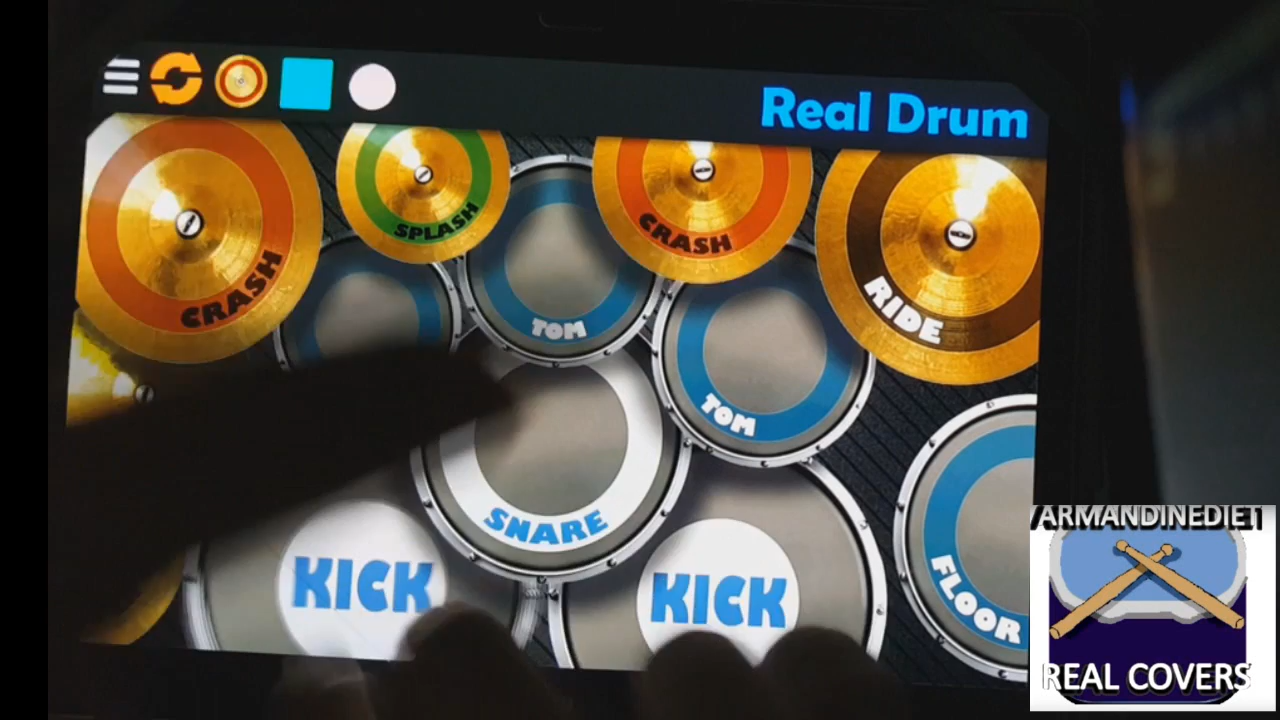 Real Drum
CRASH
SPLASH
CRASH
RIDE
TOM
TOM
SNARE
KICK
KICK
FLOOR
ARMANDINEDIET
REAL COVERS